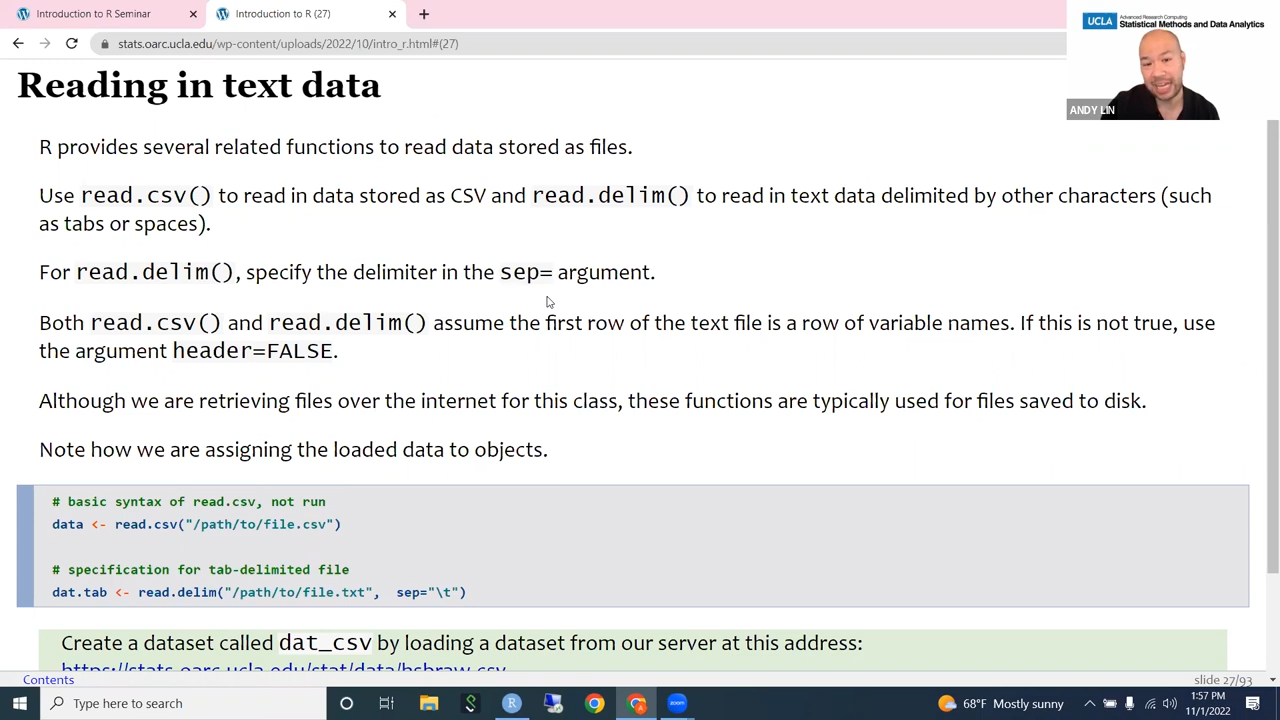 Introduction to R Seminar
Introduction to R (27)
stats.oarc.ucla.edu/wp-content/uploads/2022/10/intro_r.html#(27)
UCLA
Advanced Research Computing
Statistical Methods and Data Analytics
ANDY LIN
Reading in text data
R provides several related functions to read data stored as files.
Use read.csv() to read in data stored as CSV and read.delim() to read in text data delimited by other characters (such
as tabs or spaces).
For read.delim(), specify the delimiter in the sep= argument.
Both read.csv() and read.delim() assume the first row of the text file is a row of variable names. If this is not true, use
the argument header=FALSE.
Although we are retrieving files over the internet for this class, these functions are typically used for files saved to disk.
Note how we are assigning the loaded data to objects.
# basic syntax of read.csv, not run
data <- read.csv("/path/to/file.csv")
# specification for tab-delimited file
dat.tab <- read.delim("/path/to/file.txt", sep="\t")
Create a dataset called dat_csv by loading a dataset from our server at this address:
https://stats.oarc.ucla.edu/stat/data/hsbraw.csv
Contents
slide 27/93
Type here to search
zoom
68°F Mostly sunny
1:57 PM
11/1/2022